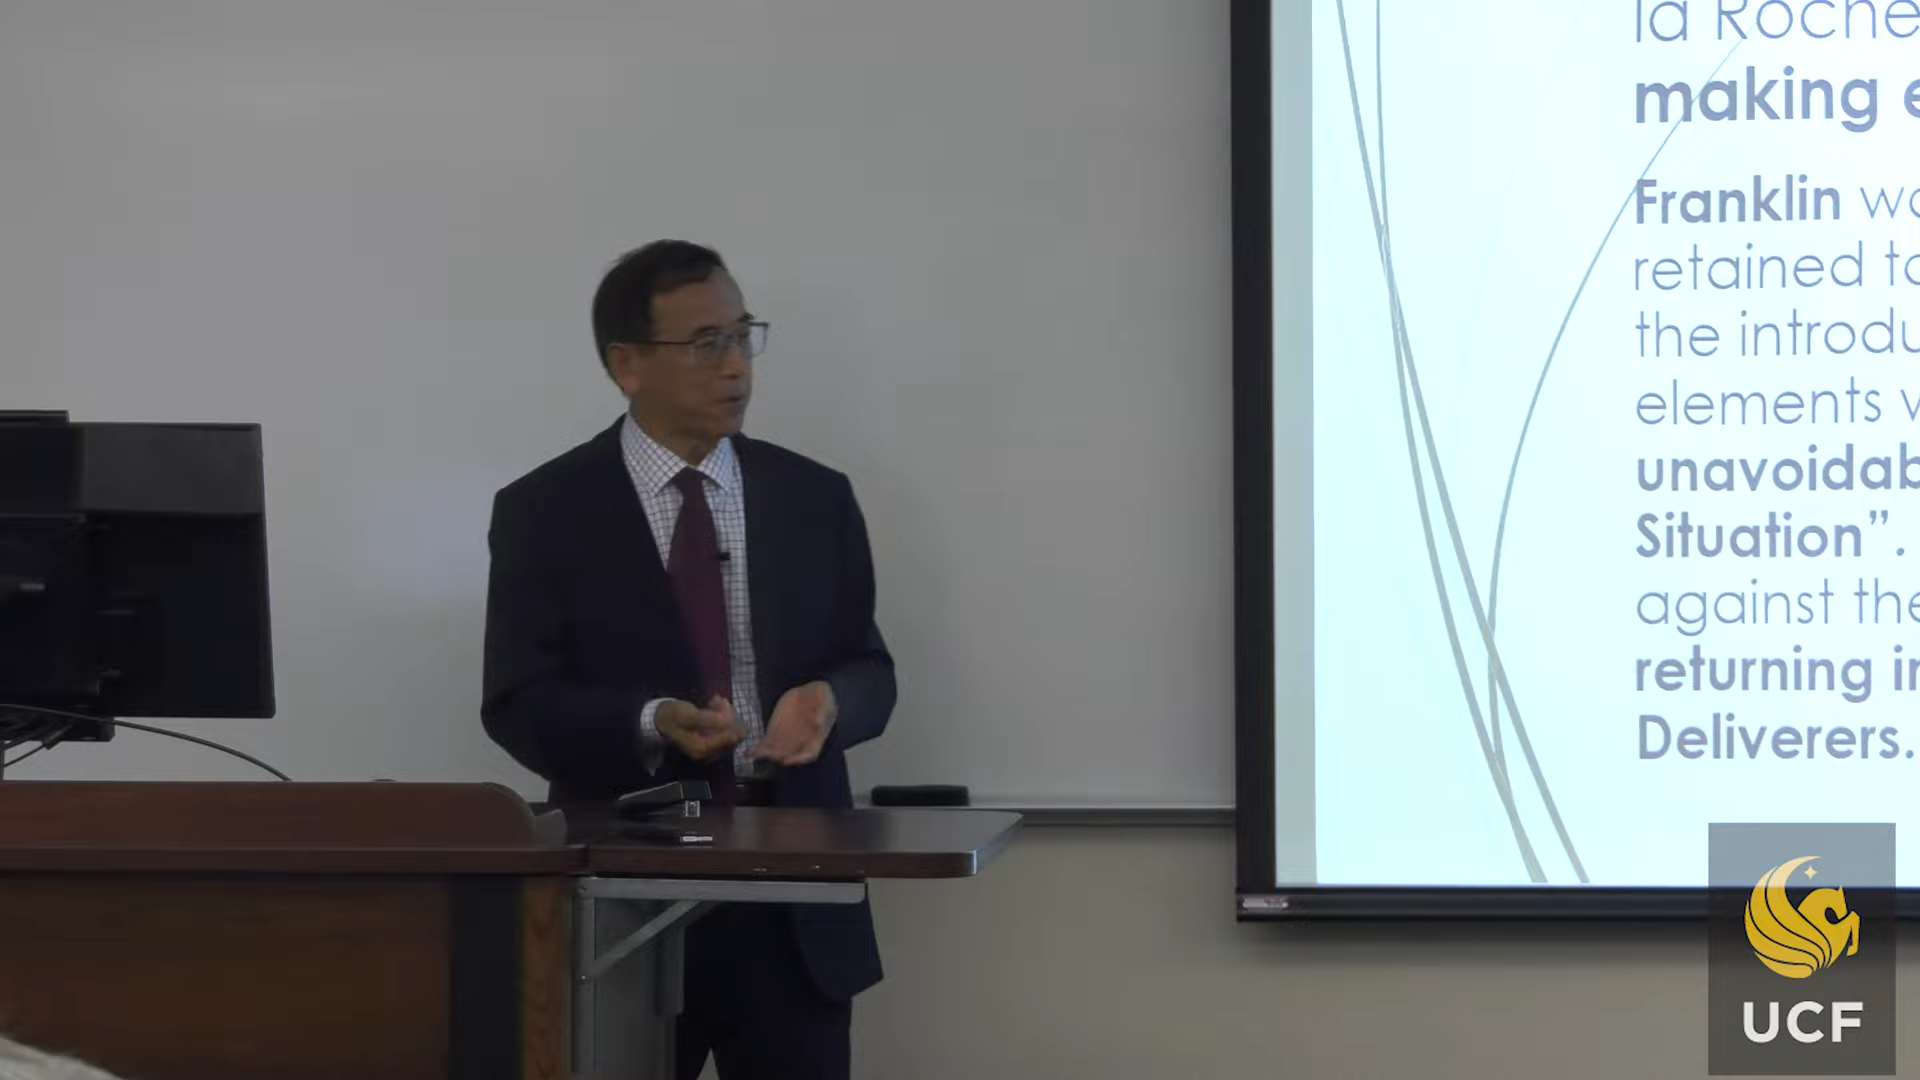 la Roche
making e
Franklin wa
retained to
the introdu
elements v
unavoidab
Situation”.
against the
returning in
Deliverers.
UCF